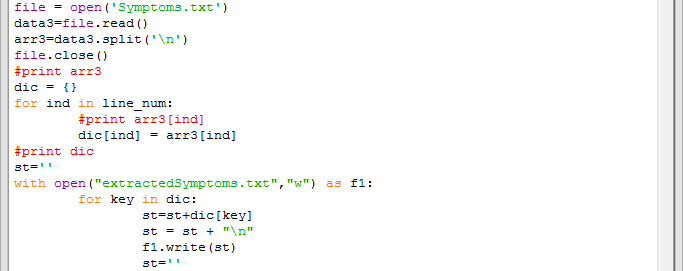 file = open('Symptoms.txt')
data3=file.read()
arr3=data3.split('\n')
file.close()
#print arr3
dic = {}
for ind in line_num:
        #print arr3[ind]
        dic[ind] = arr3[ind]
#print dic
st=''
with open("extractedSymptoms.txt","w") as f1:
        for key in dic:
                st=st+dic[key]
                st = st + "\n"
                f1.write(st)
                st=''